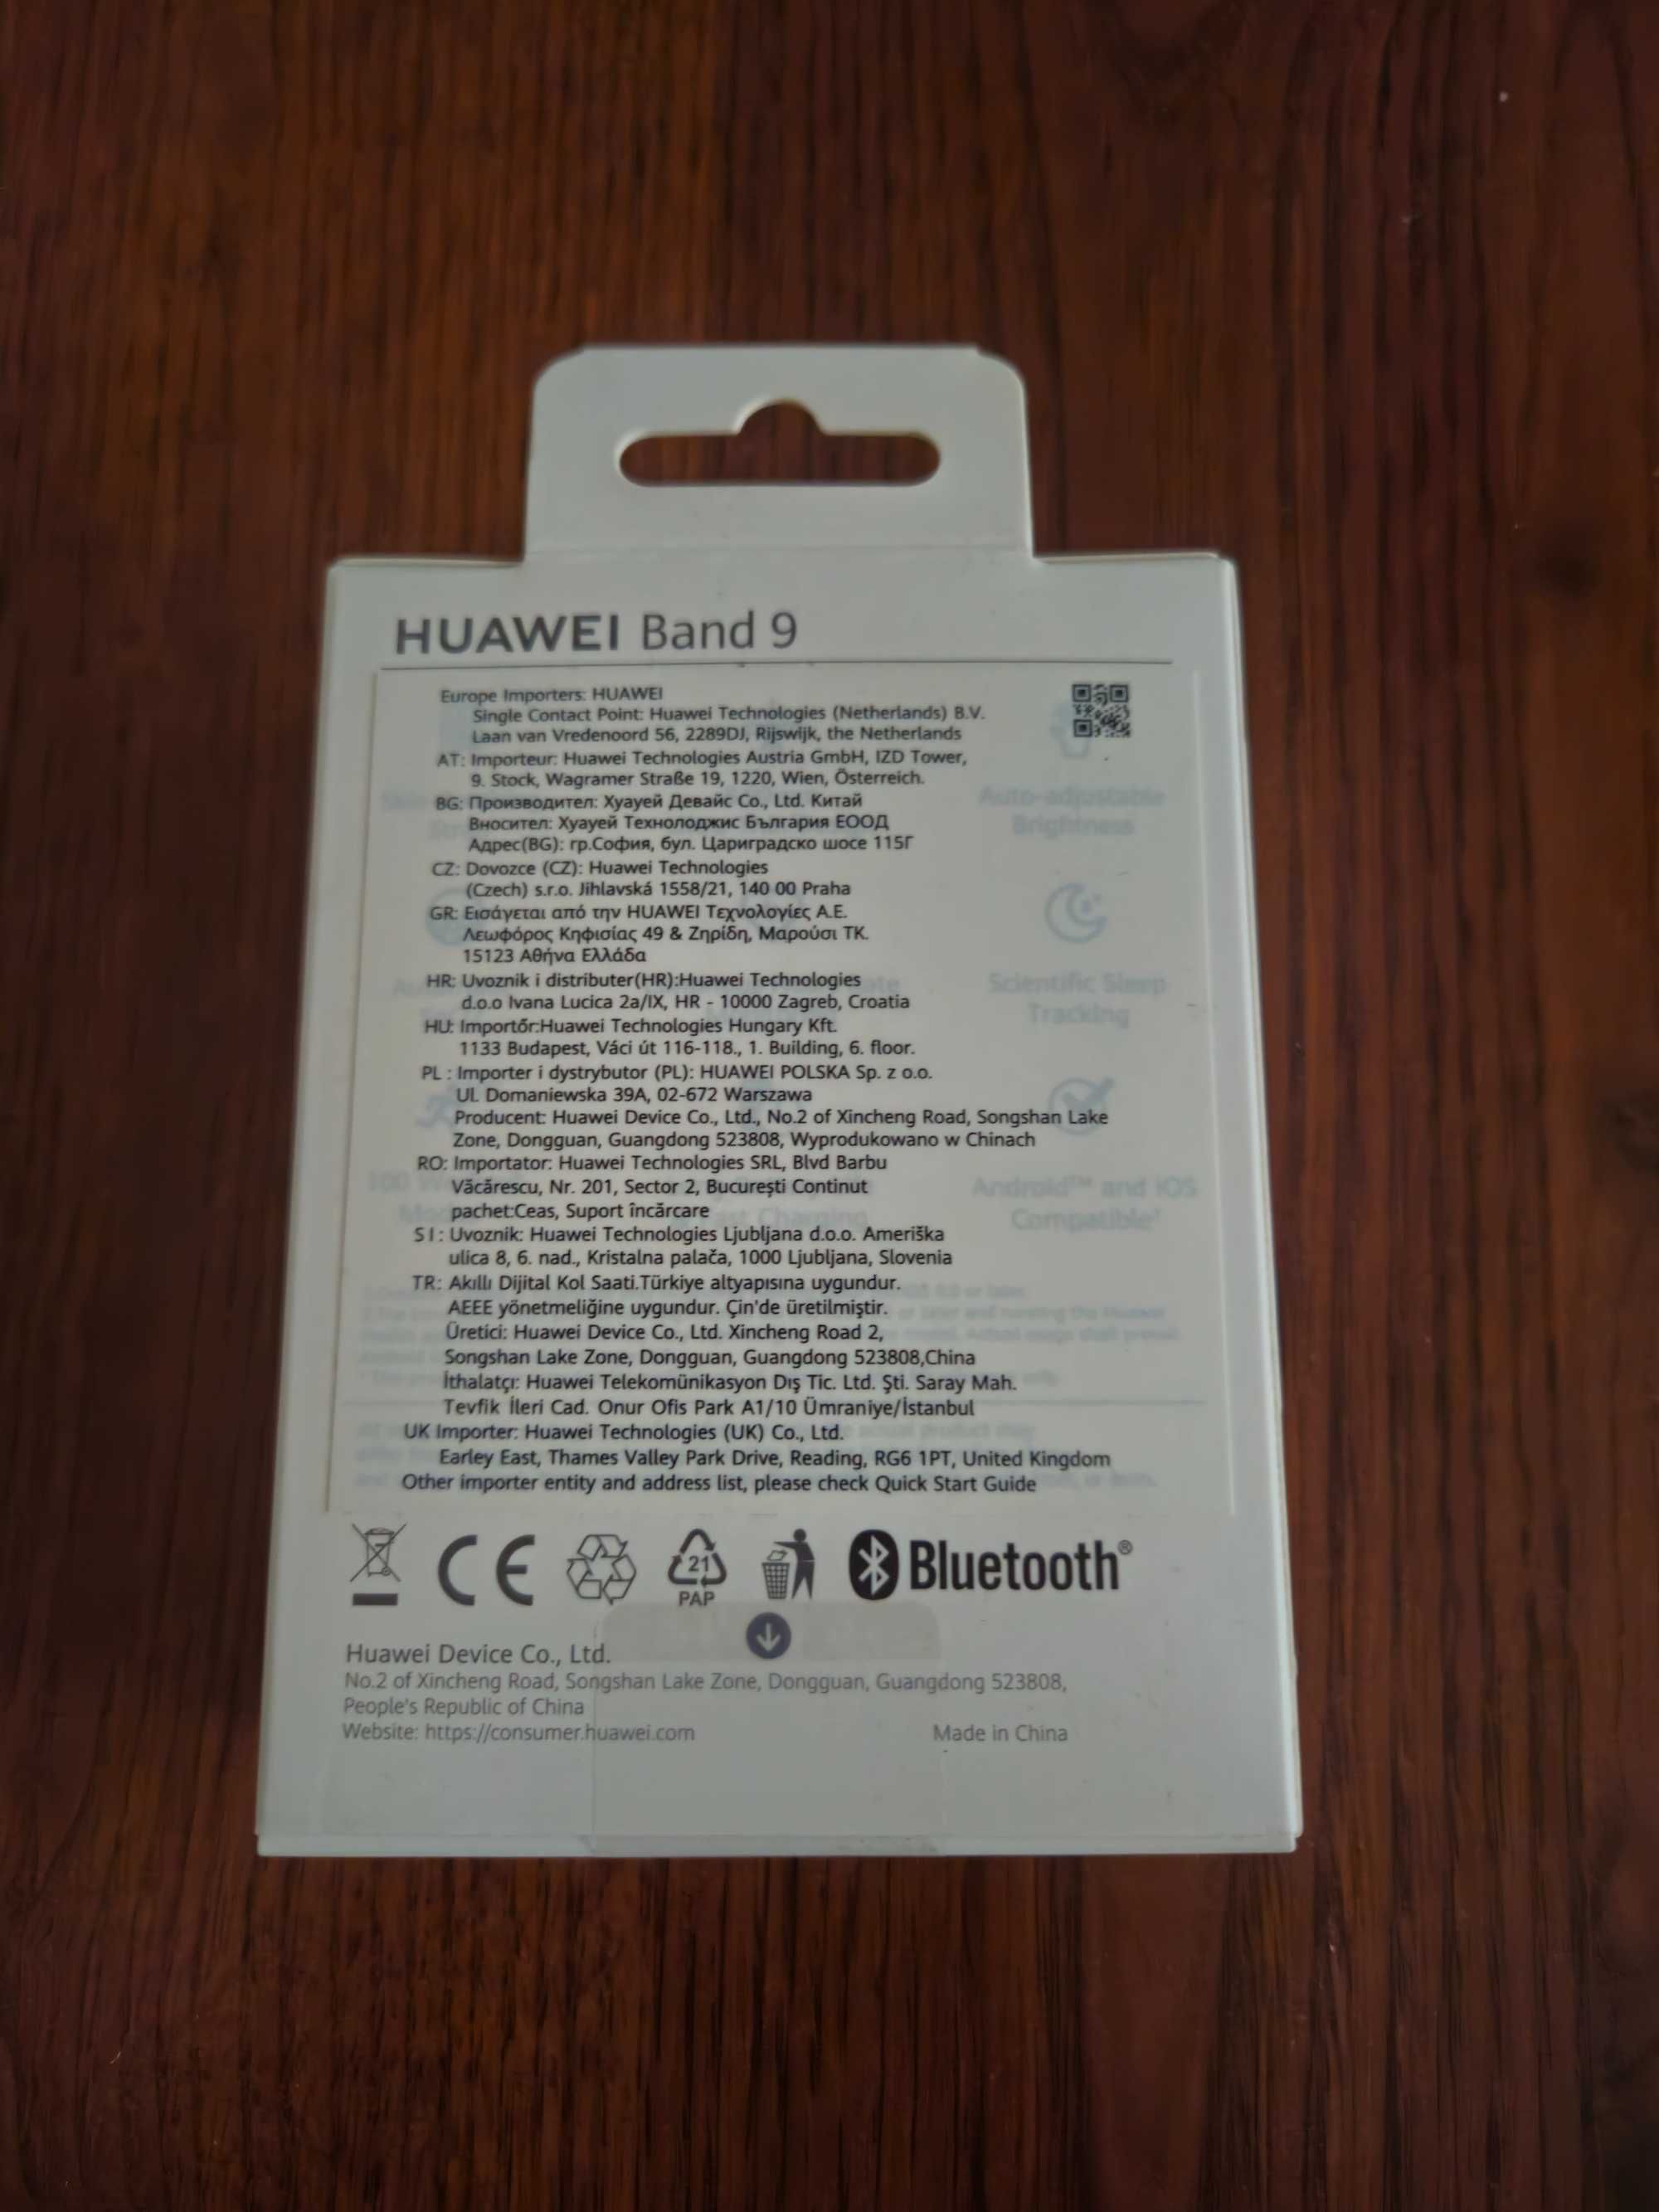 HUAWEI Band 9
Europe Importers: HUAWEI
Single Contact Point: Huawei Technologies (Netherlands) B.V.
Laan van Vredenoord 56, 2289DJ, Rijswijk, the Netherlands
AT: Importeur: Huawei Technologies Austria GmbH, IZD Tower,
9. Stock, Wagramer Straße 19, 1220, Wien, Österreich.
BG: Производител: Хуауей Девайс Co., Ltd. Китай
Вносител: Хуауей Технолоджис България ЕООД
Адрес(BG): гр.София, бул. Цариградско шосе 115Г
CZ: Dovozce (CZ): Huawei Technologies
(Czech) s.r.o. Jihlavská 1558/21, 140 00 Praha
GR: Εισάγεται από την HUAWEI Τεχνολογίες Α.Ε.
Λεωφόρος Κηφισίας 49 & Ζηρίδη, Μαρούσι ΤΚ.
15123 Αθήνα Ελλάδα
HR: Uvoznik i distributer(HR):Huawei Technologies
d.o.o Ivana Lucica 2a/IX, HR - 10000 Zagreb, Croatia
HU: Importőr:Huawei Technologies Hungary Kft.
1133 Budapest, Váci út 116-118., 1. Building, 6. floor.
PL : Importer i dystrybutor (PL): HUAWEI POLSKA Sp. z o.o.
Ul. Domaniewska 39A, 02-672 Warszawa
Producent: Huawei Device Co., Ltd., No.2 of Xincheng Road, Songshan Lake
Zone, Dongguan, Guangdong 523808, Wyprodukowano w Chinach
RO: Importator: Huawei Technologies SRL, Blvd Barbu
Văcărescu, Nr. 201, Sector 2, București Continut
pachet:Ceas, Suport încărcare
SI: Uvoznik: Huawei Technologies Ljubljana d.o.o. Ameriška
ulica 8, 6. nad., Kristalna palača, 1000 Ljubljana, Slovenia
TR: Akıllı Dijital Kol Saati.Türkiye altyapısına uygundur.
AEEE yönetmeliğine uygundur. Çin'de üretilmiştir.
Üretici: Huawei Device Co., Ltd. Xincheng Road 2,
Songshan Lake Zone, Dongguan, Guangdong 523808,China
İthalatçı: Huawei Telekomünikasyon Dış Tic. Ltd. Şti. Saray Mah.
Tevfik İleri Cad. Onur Ofis Park A1/10 Ümraniye/İstanbul
UK Importer: Huawei Technologies (UK) Co., Ltd.
Earley East, Thames Valley Park Drive, Reading, RG6 1PT, United Kingdom
Other importer entity and address list, please check Quick Start Guide
Auto-adjustable
Brightness
Scientific Sleep
Tracking
Android™ and iOS
Compatible¹
CE
21
PAP
Bluetooth®
Huawei Device Co., Ltd.
No.2 of Xincheng Road, Songshan Lake Zone, Dongguan, Guangdong 523808,
People's Republic of China
Website: https://consumer.huawei.com
Made in China